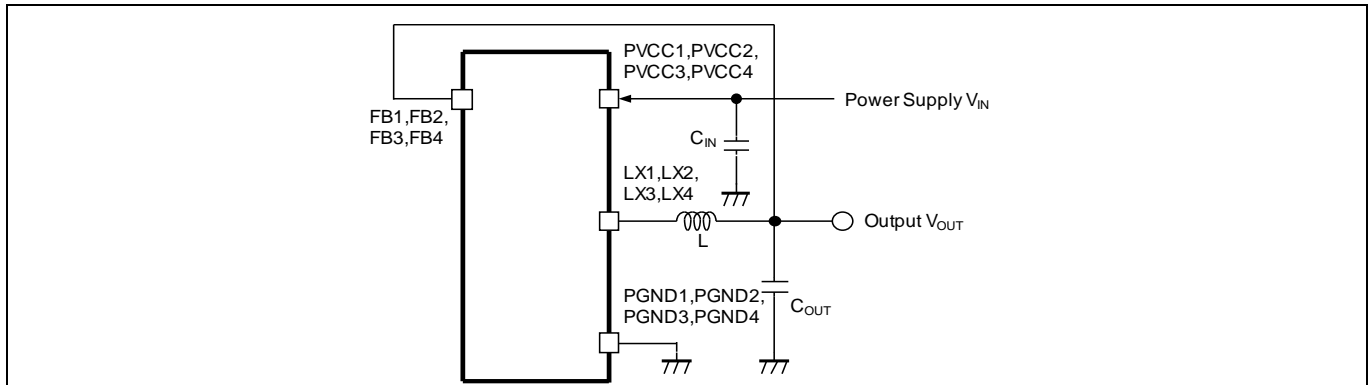 PVCC1,PVCC2,
PVCC3,PVCC4
Power Supply VIN
FB1,FB2,
FB3,FB4
CIN
LX1,LX2,
LX3,LX4
L
Output VOUT
PGND1,PGND2,
PGND3,PGND4
COUT